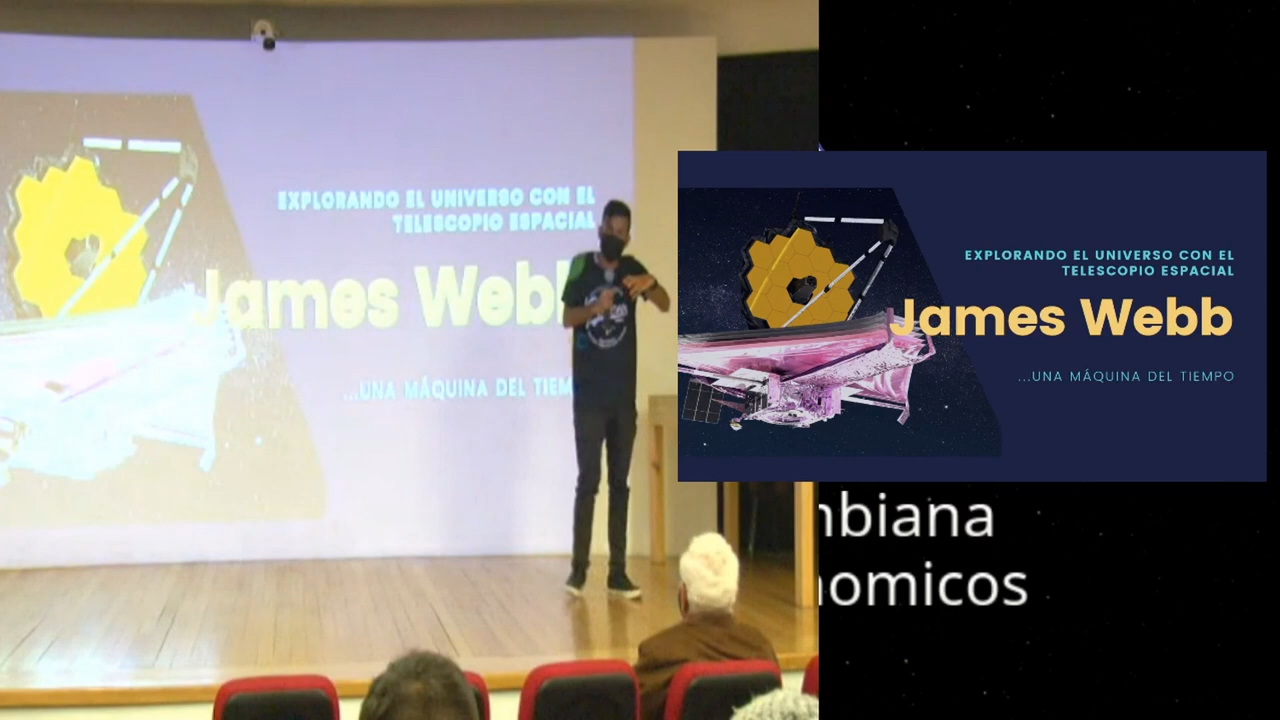 EXPLORANDO EL UNIVERSO CON EL
TELESCOPIO ESPACIAL
James Webb
...UNA MÁQUINA DEL TIEM
EXPLORANDO EL UNIVERSO CON EL
TELESCOPIO ESPACIAL
James Webb
...UNA MÁQUINA DEL TIEMPO
mbiana
nomicos